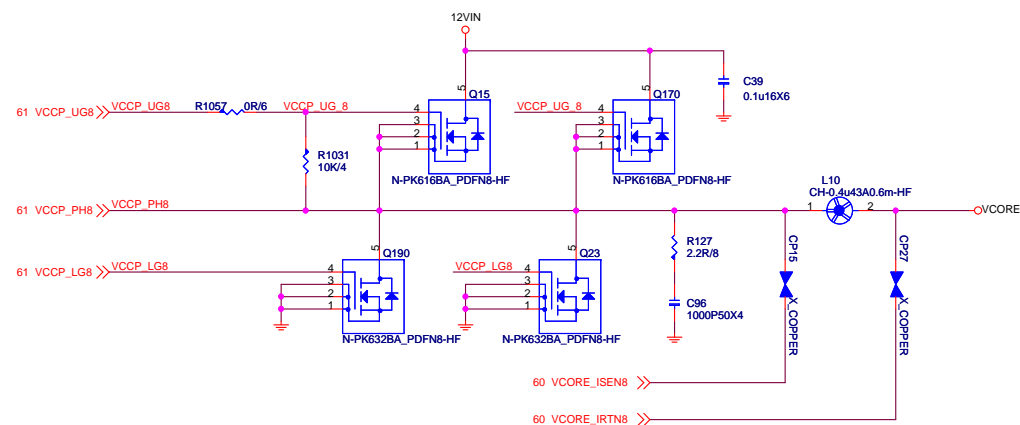 12VIN
C39
0.1u16X6
5
Q15
5
Q170
61 VCCP_UG8
VCCP_UG8
R1057
0R/6
VCCP_UG_8
4
3
2
1
VCCP_UG_8
4
3
2
1
R1031
10K/4
N-PK616BA_PDFN8-HF
N-PK616BA_PDFN8-HF
L10
CH-0.4u43A0.6m-HF
61 VCCP_PH8
VCCP_PH8
1
2
VCORE
5
Q190
5
Q23
R127
2.2R/8
CP15
CP27
61 VCCP_LG8
VCCP_LG8
4
3
2
1
VCCP_LG8
4
3
2
1
C96
1000P50X4
X_COPPER
X_COPPER
N-PK632BA_PDFN8-HF
N-PK632BA_PDFN8-HF
60 VCORE_ISEN8
60 VCORE_IRTN8